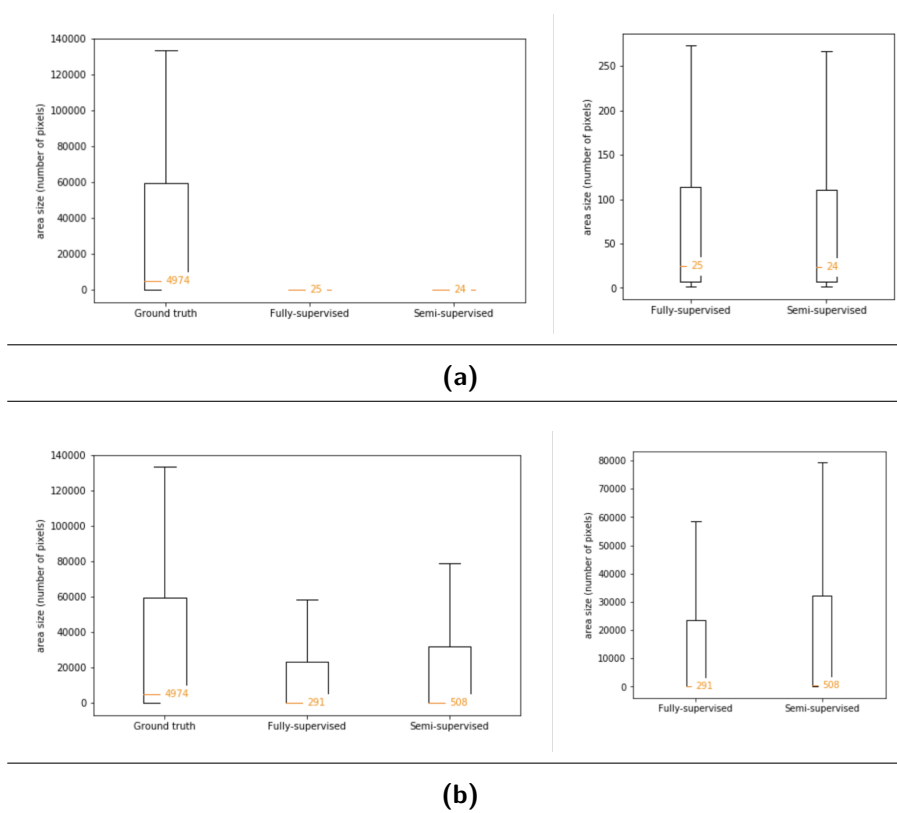 140000
120000
100000
80000
60000
40000
20000
0
area size (number of pixels)
4974
25
24
Ground truth
Fully-supervised
Semi-supervised
250
200
150
100
50
0
area size (number of pixels)
25
24
Fully-supervised
Semi-supervised
(a)
140000
120000
100000
80000
60000
40000
20000
0
area size (number of pixels)
4974
291
508
Ground truth
Fully-supervised
Semi-supervised
80000
70000
60000
50000
40000
30000
20000
10000
0
area size (number of pixels)
291
508
Fully-supervised
Semi-supervised
(b)